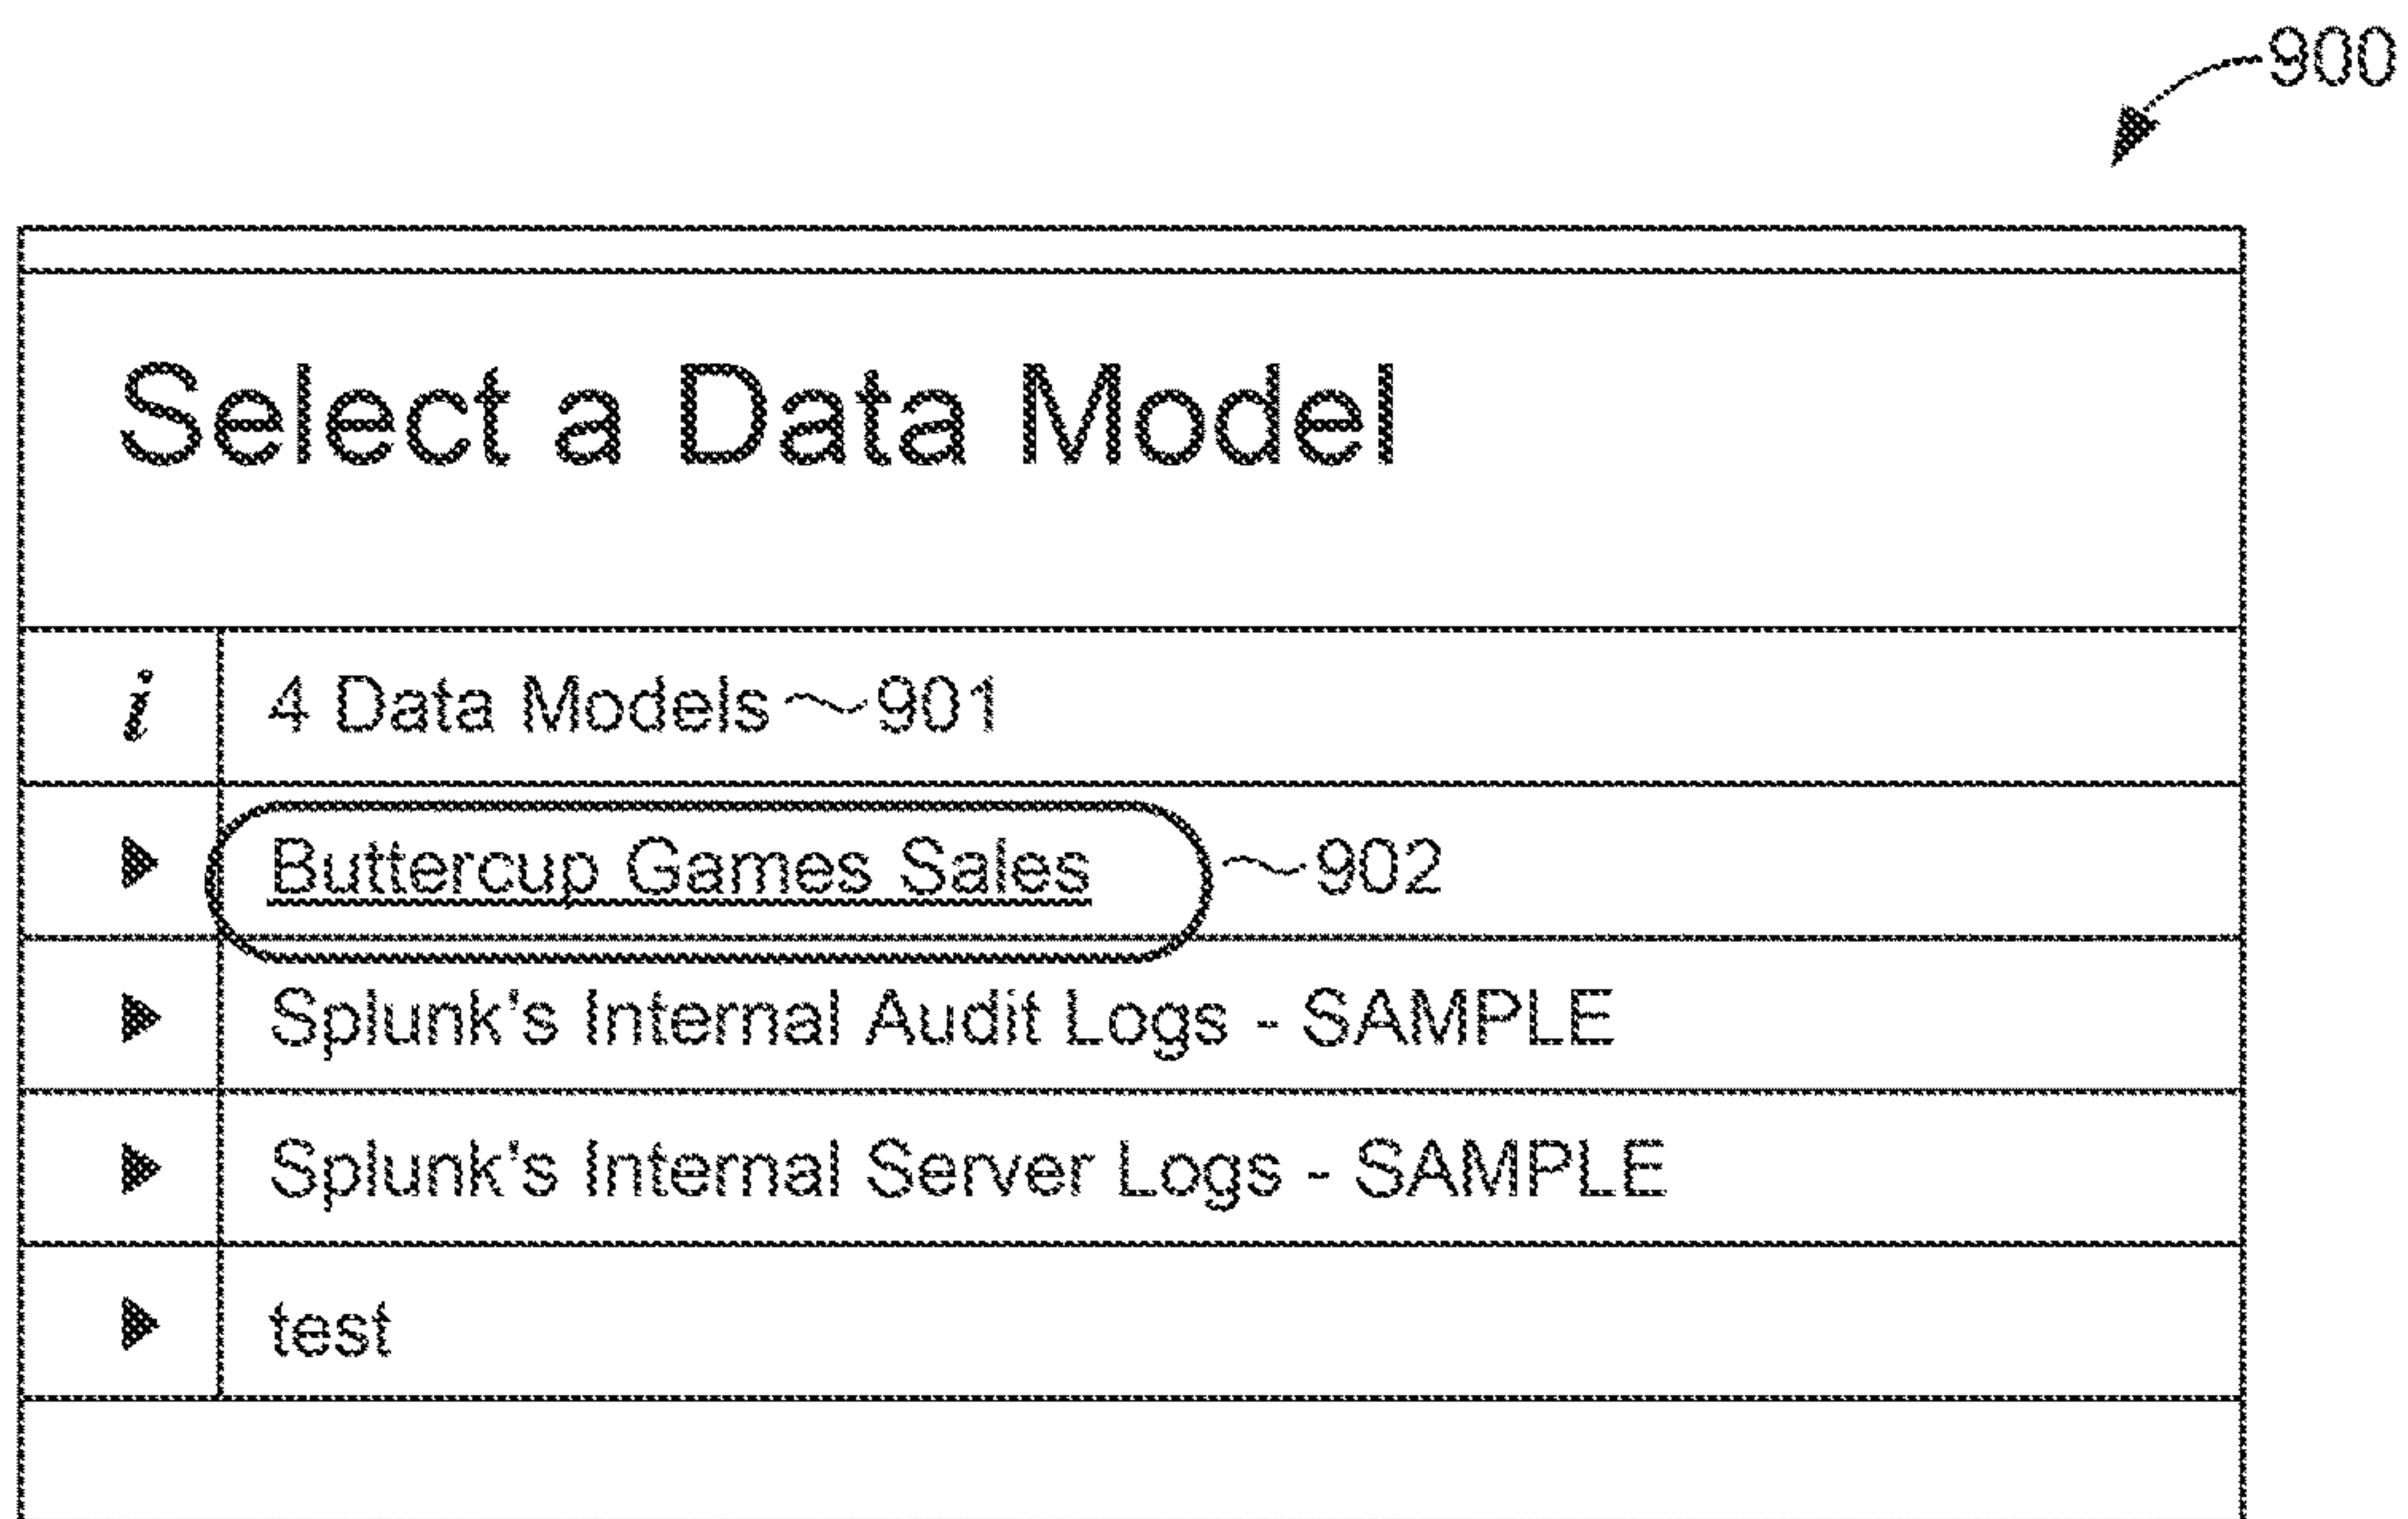 900
Select a Data Model
i 4 Data Models 901
Buttercup Games Sales 902
Splunk's Internal Audit Logs - SAMPLE
Splunk's Internal Server Logs - SAMPLE
test